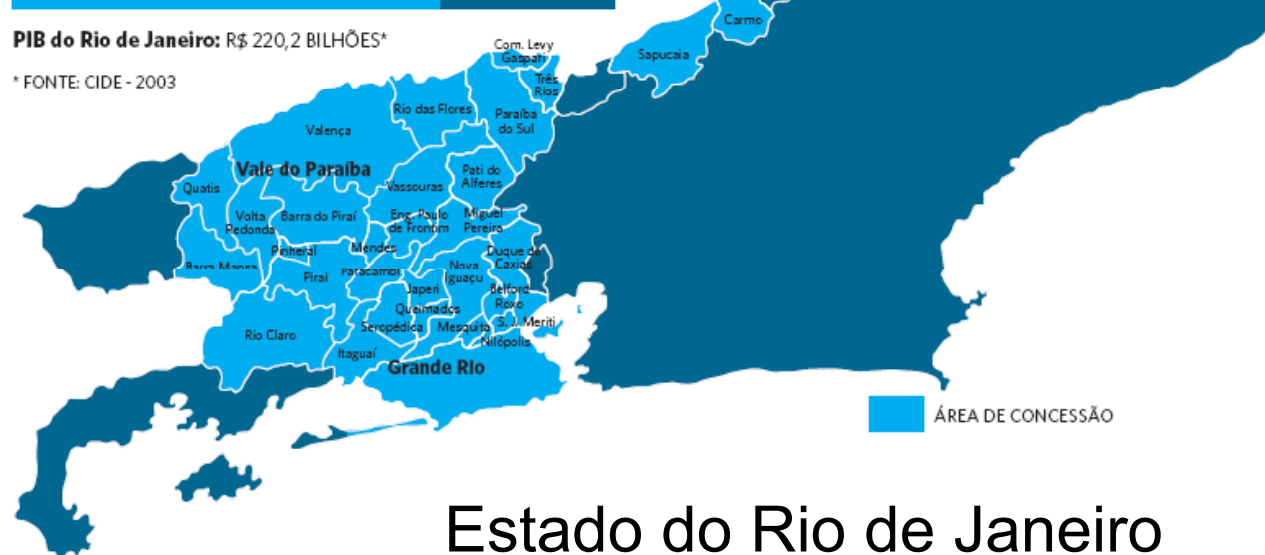 PIB do Rio de Janeiro: R$ 220,2 BILHÕES*
* FONTE: CIDE - 2003
Carmo
Sapucaia
Com. Levy
Gaspari
Três
Rios
Rio das Flores
Paraíba
do Sul
Valença
Vale do Paraíba
Quatis
Vassouras
Pati do
Alferes
Volta
Redonda
Barra do Piraí
Eng. Paulo
de Frontim
Miguel
Pereira
Pinheral
Mendes
Duque de
Caxias
Barra Mansa
Piraí
Paracambi
Nova
Iguaçu
Japeri
Belford
Roxo
Queimados
Seropédica
Mesquita
S. J. Meriti
Nilópolis
Rio Claro
Itaguaí
Grande Rio
ÁREA DE CONCESSÃO
Estado do Rio de Janeiro